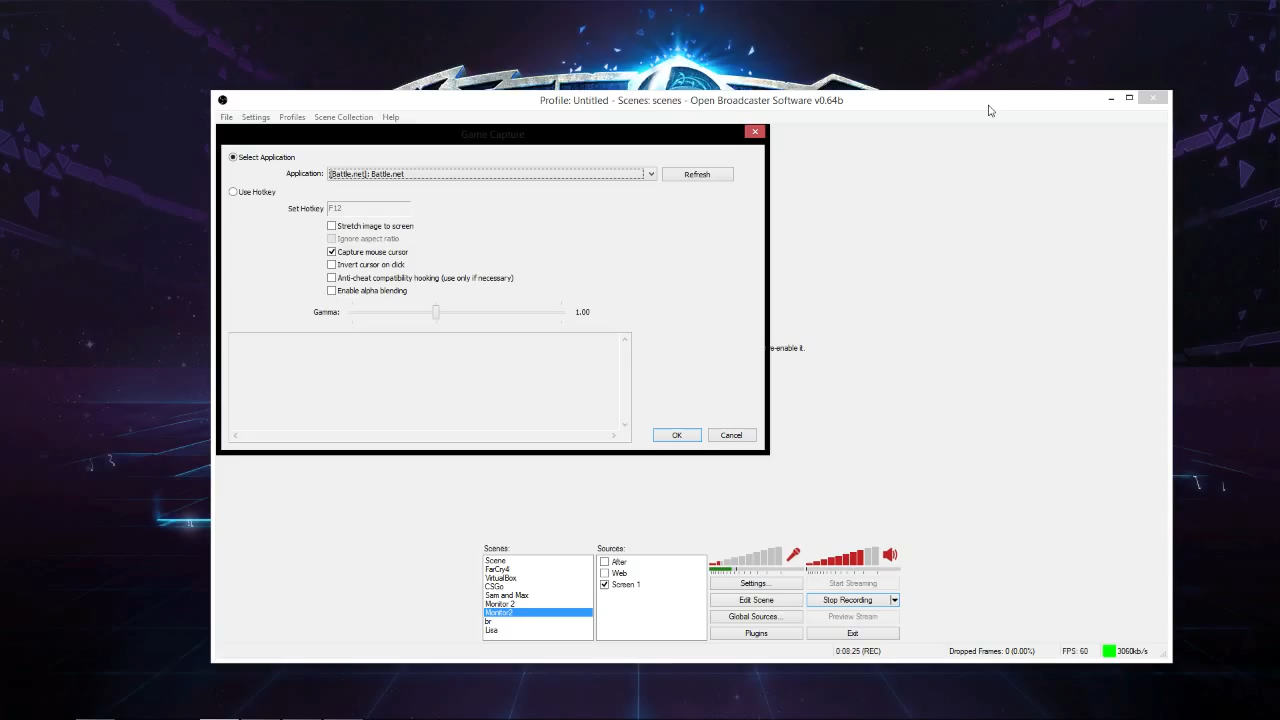 Profile: Untitled - Scenes: scenes - Open Broadcaster Software v0.64b
File Settings Profiles Scene Collection Help
Game Capture
Select Application
Application: [Battle.net]: Battle.net Refresh
Use Hotkey
Set Hotkey F12
Stretch image to screen
Ignore aspect ratio
Capture mouse cursor
Invert cursor on click
Anti-cheat compatibility hooking (use only if necessary)
Enable alpha blending
Gamma: 1.00
e-enable it.
OK Cancel
Scenes: Sources:
Scene
FarCry4
VirtualBox
CSGo
Sam and Max
Monitor 2
Monitor2
br
Lisa
After
Web
Screen 1
Settings... Start Streaming
Edit Scene Stop Recording
Global Sources... Preview Stream
Plugins Exit
0:08:25 (REC) Dropped Frames: 0 (0.00%) FPS: 60 3060kb/s